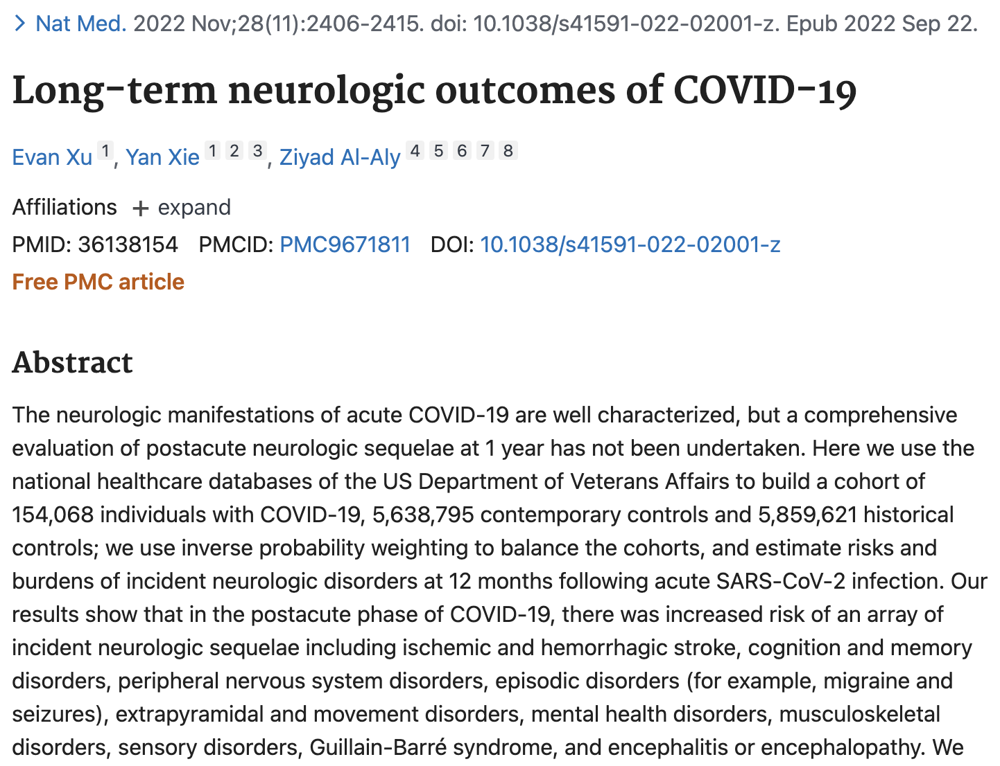 > Nat Med. 2022 Nov;28(11):2406-2415. doi: 10.1038/s41591-022-02001-z. Epub 2022 Sep 22.
Long-term neurologic outcomes of COVID-19
Evan Xu 1, Yan Xie 1 2 3, Ziyad Al-Aly 4 5 6 7 8
Affiliations + expand
PMID: 36138154 PMCID: PMC9671811 DOI: 10.1038/s41591-022-02001-z
Free PMC article
Abstract
The neurologic manifestations of acute COVID-19 are well characterized, but a comprehensive
evaluation of postacute neurologic sequelae at 1 year has not been undertaken. Here we use the
national healthcare databases of the US Department of Veterans Affairs to build a cohort of
154,068 individuals with COVID-19, 5,638,795 contemporary controls and 5,859,621 historical
controls; we use inverse probability weighting to balance the cohorts, and estimate risks and
burdens of incident neurologic disorders at 12 months following acute SARS-CoV-2 infection. Our
results show that in the postacute phase of COVID-19, there was increased risk of an array of
incident neurologic sequelae including ischemic and hemorrhagic stroke, cognition and memory
disorders, peripheral nervous system disorders, episodic disorders (for example, migraine and
seizures), extrapyramidal and movement disorders, mental health disorders, musculoskeletal
disorders, sensory disorders, Guillain-Barré syndrome, and encephalitis or encephalopathy. We